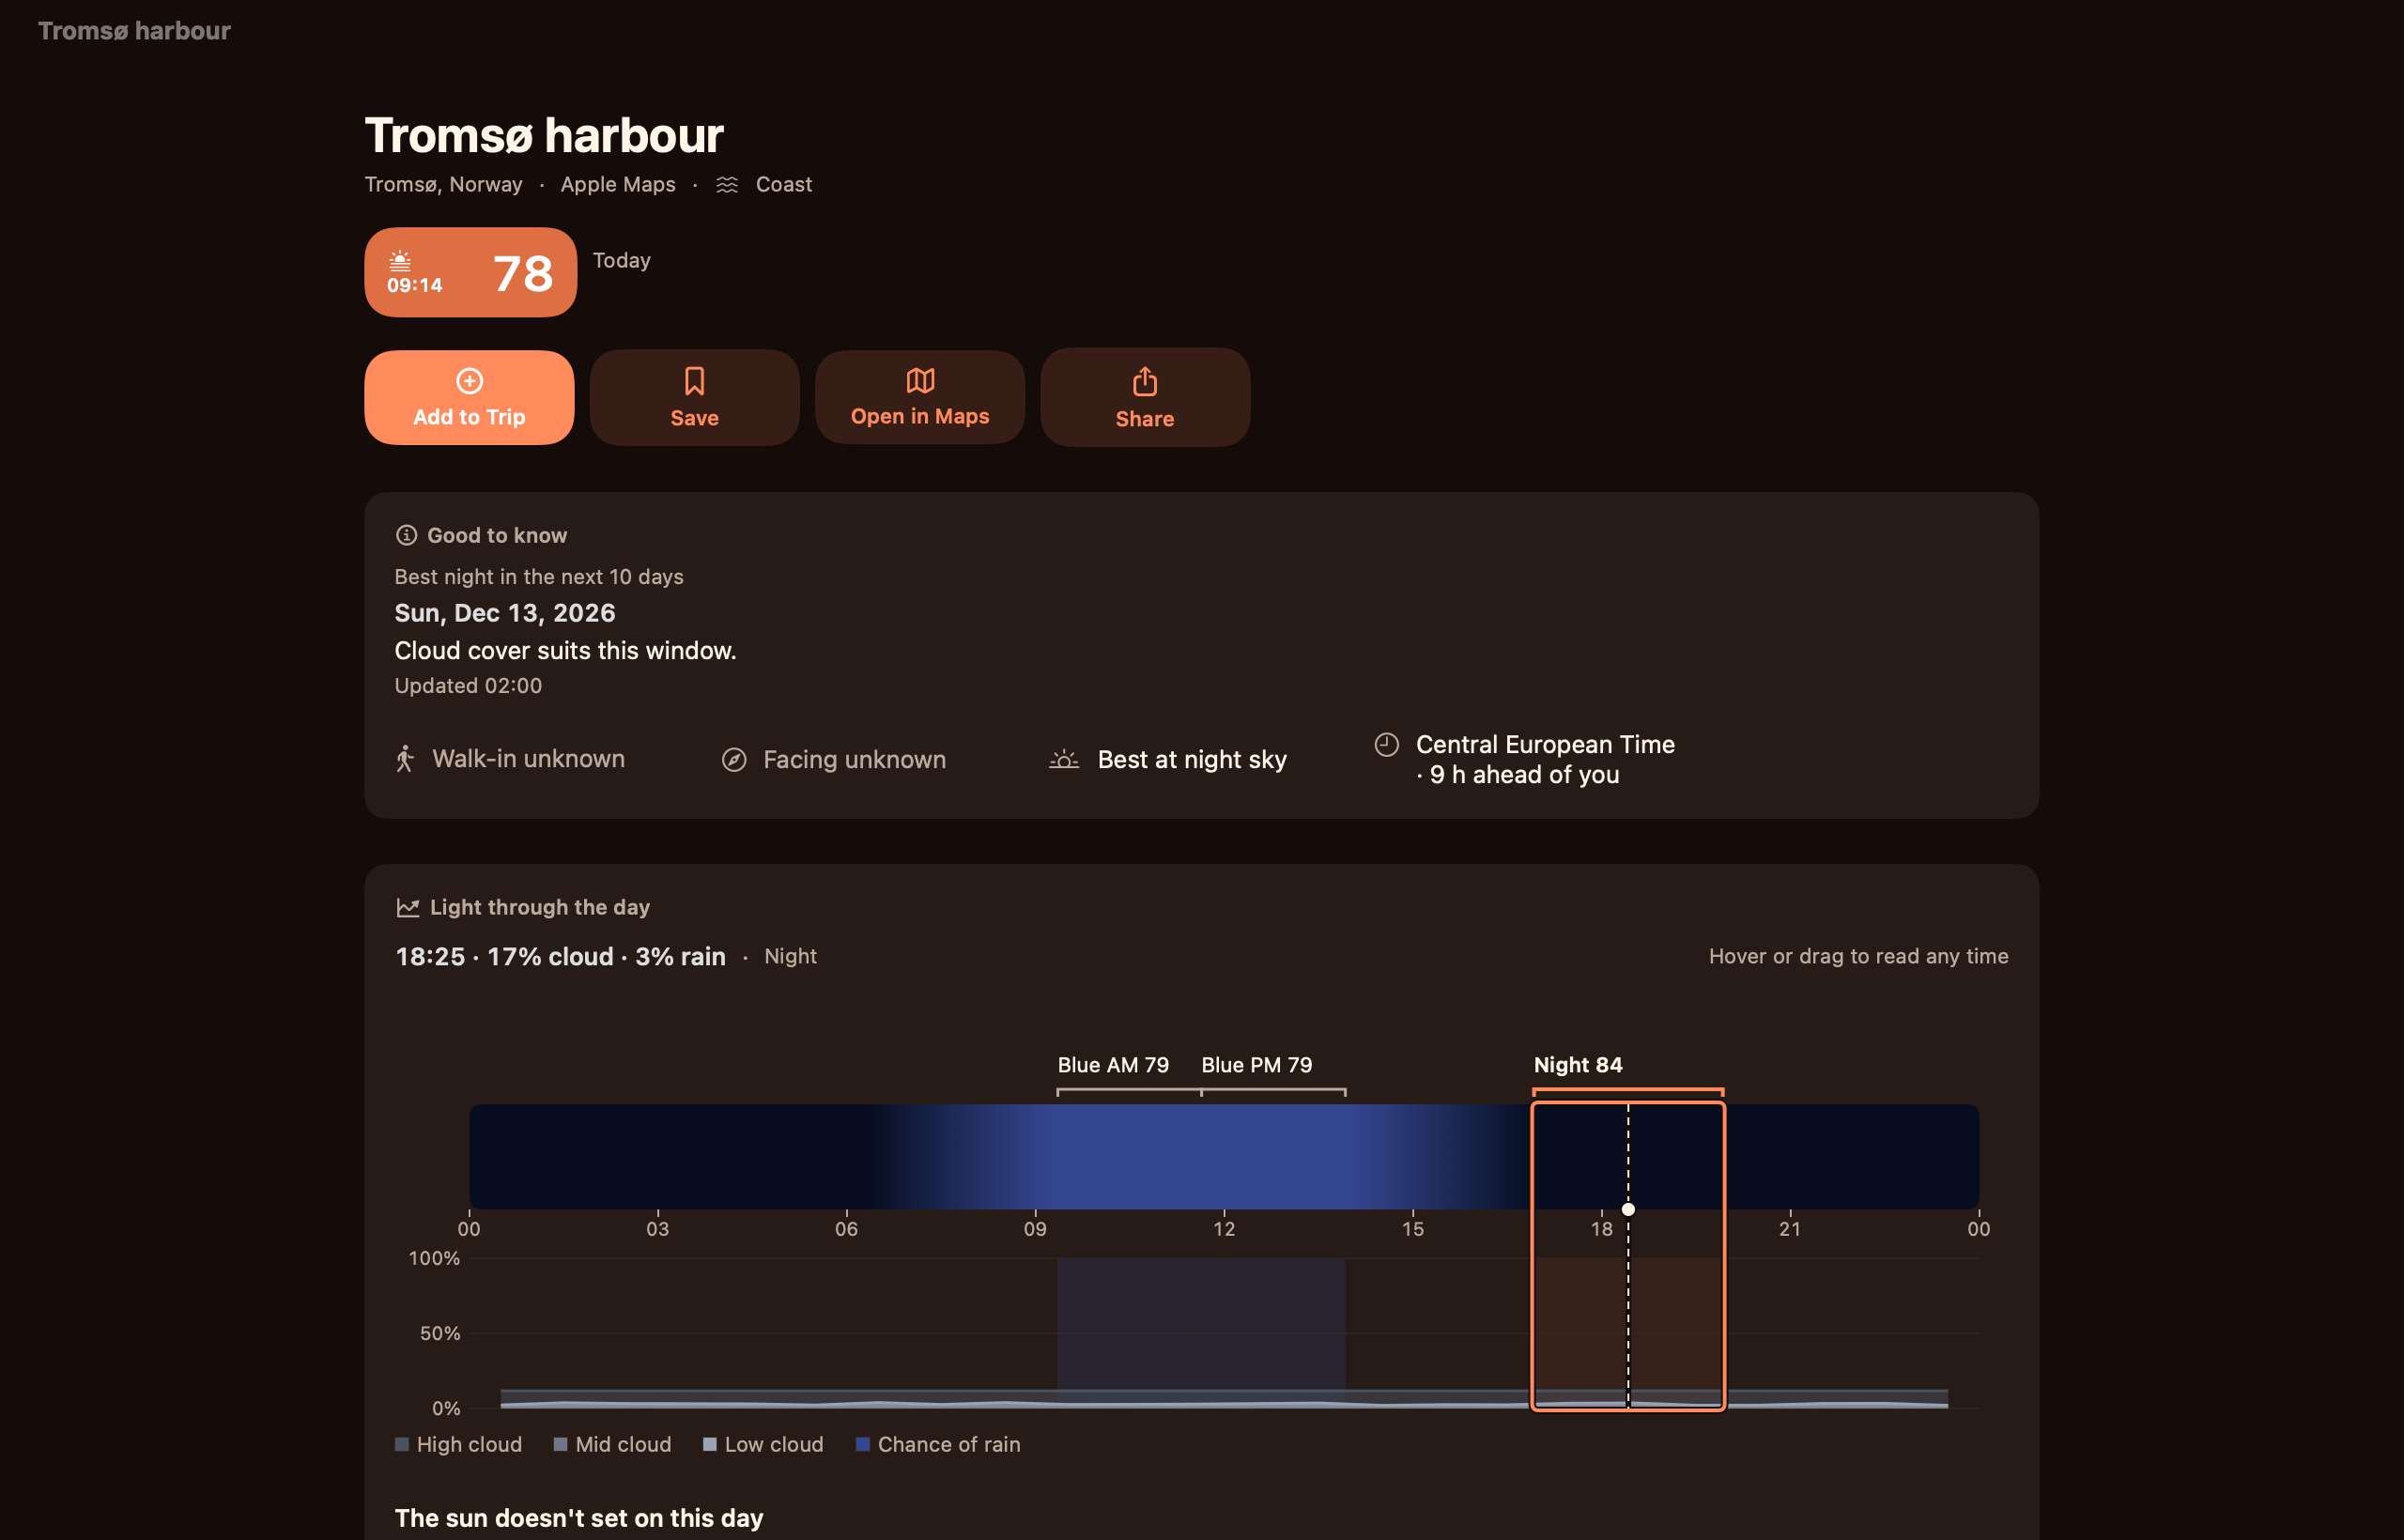 Tromsø harbour
Tromsø harbour
Tromsø, Norway · Apple Maps · Coast
09:14 78 Today
Add to Trip
Save
Open in Maps
Share
Good to know
Best night in the next 10 days
Sun, Dec 13, 2026
Cloud cover suits this window.
Updated 02:00
Walk-in unknown
Facing unknown
Best at night sky
Central European Time
· 9 h ahead of you
Light through the day
18:25 · 17% cloud · 3% rain · Night
Hover or drag to read any time
Blue AM 79 Blue PM 79 Night 84
00 03 06 09 12 15 18 21 00
100%
50%
0%
High cloud Mid cloud Low cloud Chance of rain
The sun doesn't set on this day